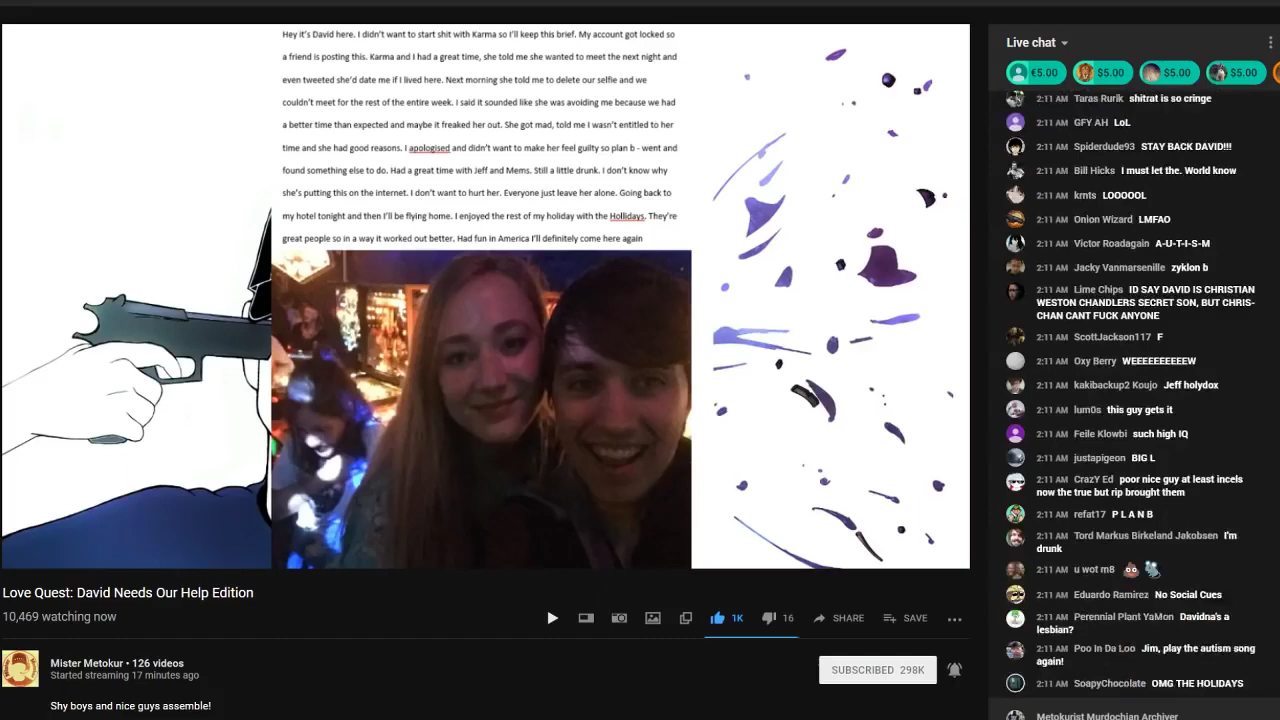 Hey it's David here. I didn't want to start shit with Karma so I'll keep this brief. My account got locked so
a friend is posting this. Karma and I had a great time, she told me she wanted to meet the next night and
even tweeted she'd date me if I lived here. Next morning she told me to delete our selfie and we
couldn't meet for the rest of the entire week. I said it sounded like she was avoiding me because we had
a better time than expected and maybe it freaked her out. She got mad, told me I wasn't entitled to her
time and she had good reasons. I apologised and didn't want to make her feel guilty so plan b - went and
found something else to do. Had a great time with Jeff and Mems. Still a little drunk. I don't know why
she's putting this on the internet. I don't want to hurt her. Everyone just leave her alone. Going back to
my hotel tonight and then I'll be flying home. I enjoyed the rest of my holiday with the Hollidays. They're
great people so in a way it worked out better. Had fun in America I'll definitely come here again
Love Quest: David Needs Our Help Edition
10,469 watching now
1K
16
SHARE
SAVE
Mister Metokur • 126 videos
Started streaming 17 minutes ago
SUBSCRIBED 298K
Shy boys and nice guys assemble!
Live chat
€5.00
$5.00
$5.00
$5.00
2:11 AM Taras Rurik shitrat is so cringe
2:11 AM GFY AH LoL
2:11 AM Spiderdude93 STAY BACK DAVID!!!
2:11 AM Bill Hicks I must let the. World know
2:11 AM krnts LOOOOOL
2:11 AM Onion Wizard LMFAO
2:11 AM Victor Roadagain A-U-T-I-S-M
2:11 AM Jacky Vanmarsenille zyklon b
2:11 AM Lime Chips ID SAY DAVID IS CHRISTIAN
WESTON CHANDLERS SECRET SON, BUT CHRIS-
CHAN CANT FUCK ANYONE
2:11 AM ScottJackson117 F
2:11 AM Oxy Berry WEEEEEEEEEEW
2:11 AM kakibackup2 Koujo Jeff holydox
2:11 AM lum0s this guy gets it
2:11 AM Feile Klowbi such high IQ
2:11 AM justapigeon BIG L
2:11 AM CrazY Ed poor nice guy at least incels
now the true but rip brought them
2:11 AM refat17 P L A N B
2:11 AM Tord Markus Birkeland Jakobsen I'm
drunk
2:11 AM u wot m8
2:11 AM Eduardo Ramirez No Social Cues
2:11 AM Perennial Plant YaMon Davidna's a
lesbian?
2:11 AM Poo in Da Loo Jim, play the autism song
again!
2:11 AM SoapyChocolate OMG THE HOLIDAYS
Metokurist Murdochian Archiver